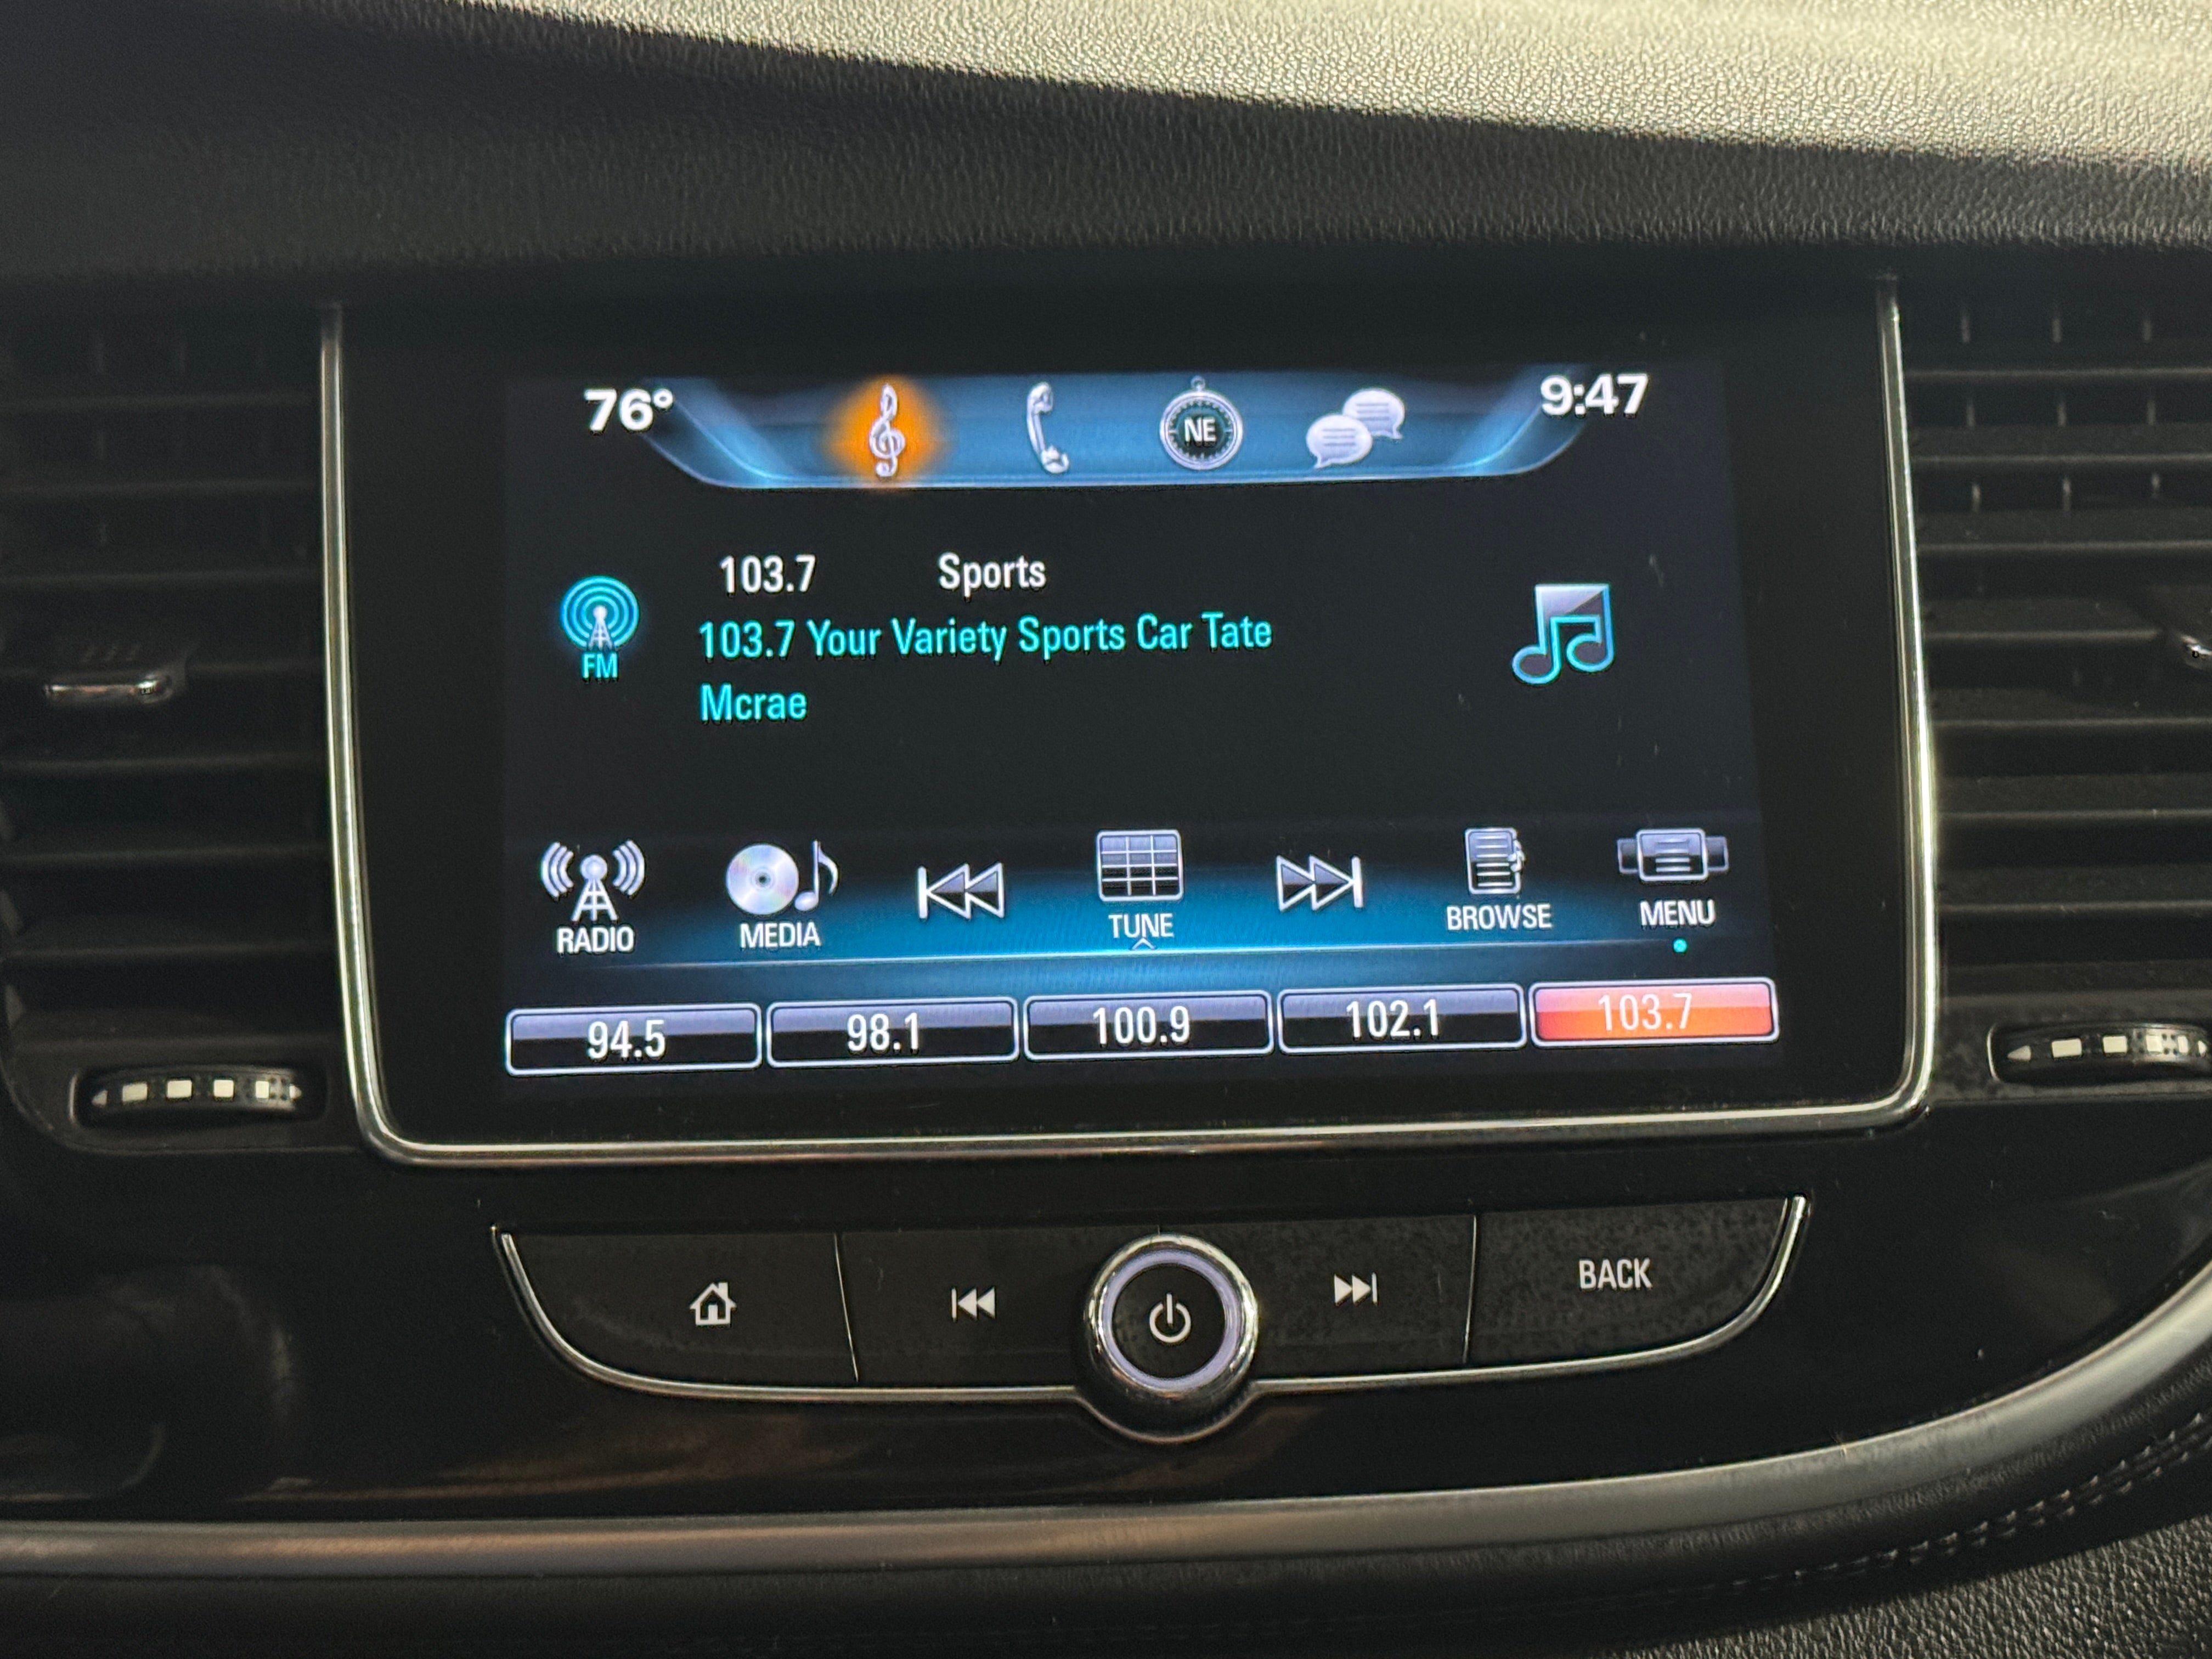 76° NE 9:47
103.7 Sports
FM 103.7 Your Variety Sports Car Tate
Mcrae
RADIO MEDIA TUNE BROWSE MENU
94.5 98.1 100.9 102.1 103.7
BACK